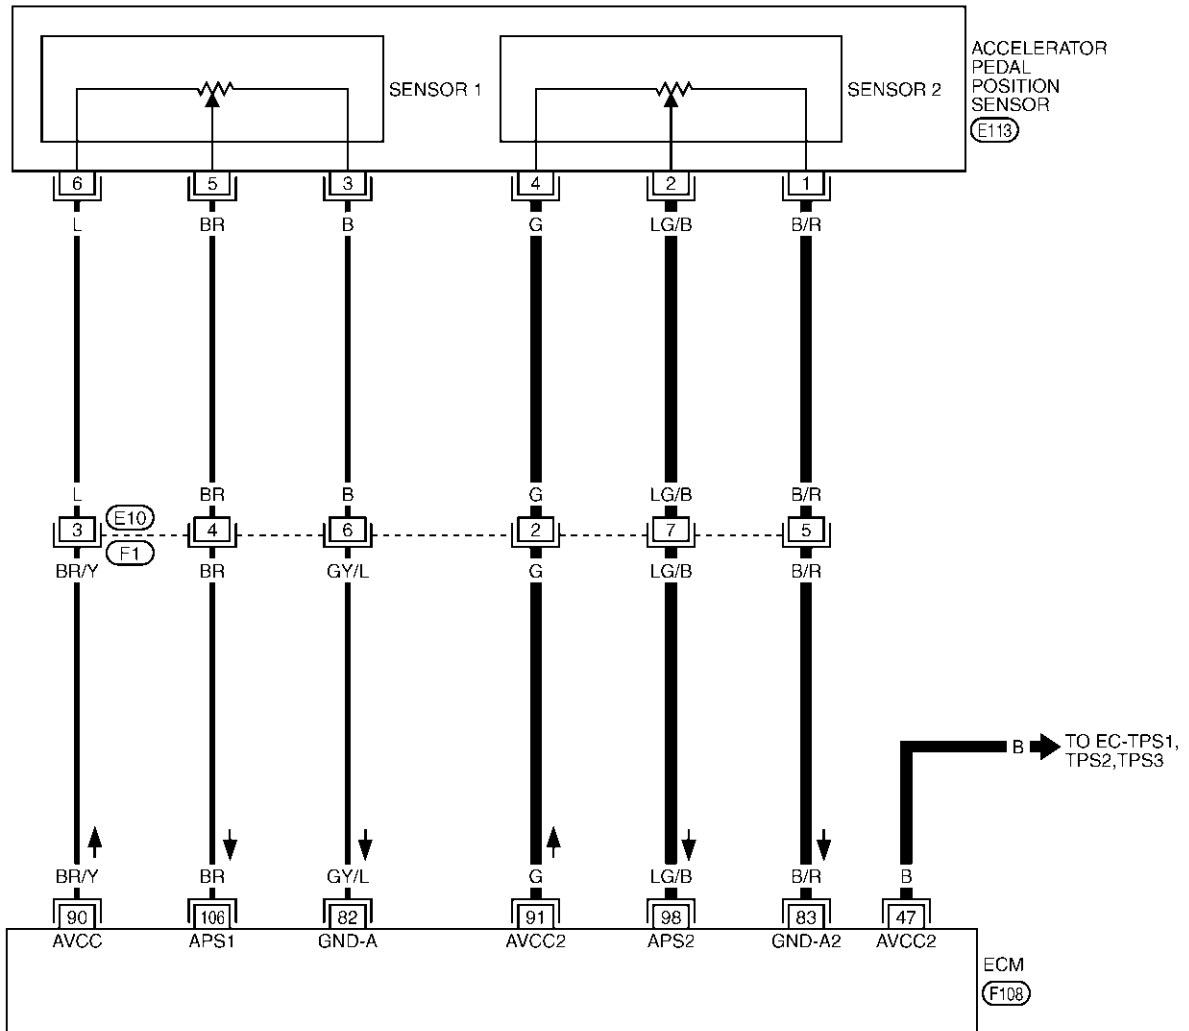 ACCELERATOR
PEDAL
POSITION
SENSOR
E113
SENSOR 1
SENSOR 2
6 5 3 4 2 1
L BR B G LG/B B/R
L BR B G LG/B B/R
E10
3 4 6 2 7 5
F1
BR/Y BR GY/L G LG/B B/R
B TO EC-TPS1,
TPS2,TPS3
BR/Y BR GY/L G LG/B B/R B
90 106 82 91 98 83 47
AVCC APS1 GND-A AVCC2 APS2 GND-A2 AVCC2
ECM
F108